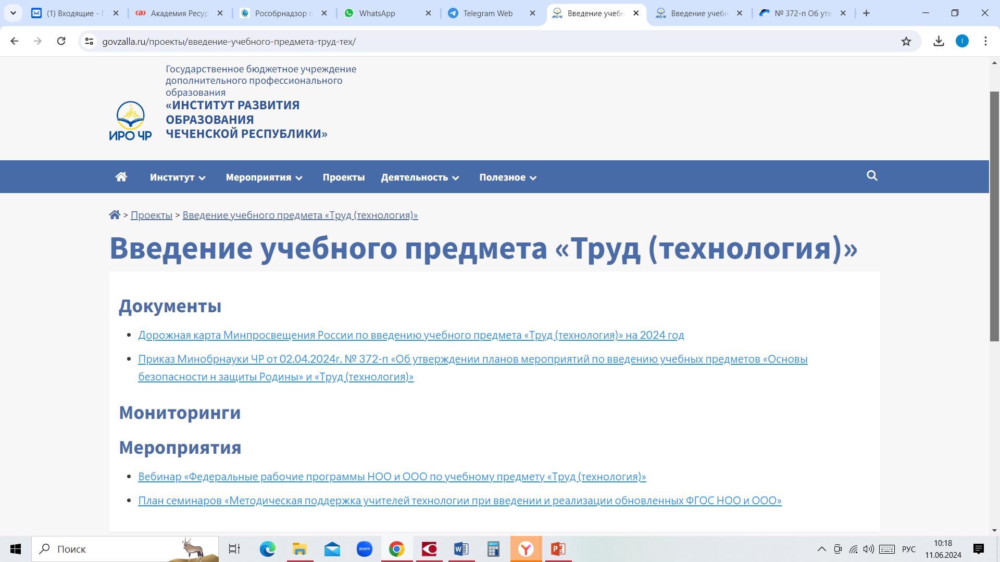 (1) Входящие -
Академия Ресур
Рособрнадзор
WhatsApp
Telegram Web
Введение учебн
Введение учебн
№ 372-п Об утв
govzalla.ru/проекты/введение-учебного-предмета-труд-тех/
I
Государственное бюджетное учреждение
дополнительного профессионального
образования
«ИНСТИТУТ РАЗВИТИЯ
ОБРАЗОВАНИЯ
ЧЕЧЕНСКОЙ РЕСПУБЛИКИ»
ИРО ЧР
Институт Мероприятия Проекты Деятельность Полезное
> Проекты > Введение учебного предмета «Труд (технология)»
Введение учебного предмета «Труд (технология)»
Документы
Дорожная карта Минпросвещения России по введению учебного предмета «Труд (технология)» на 2024 год
Приказ Минобрнауки ЧР от 02.04.2024г. № 372-п «Об утверждении планов мероприятий по введению учебных предметов «Основы
безопасности н защиты Родины» и «Труд (технология)»
Мониторинги
Мероприятия
Вебинар «Федеральные рабочие программы НОО и ООО по учебному предмету «Труд (технология)»
План семинаров «Методическая поддержка учителей технологии при введении и реализации обновленных ФГОС НОО и ООО»
Поиск
zoom
РУС
10:18
11.06.2024